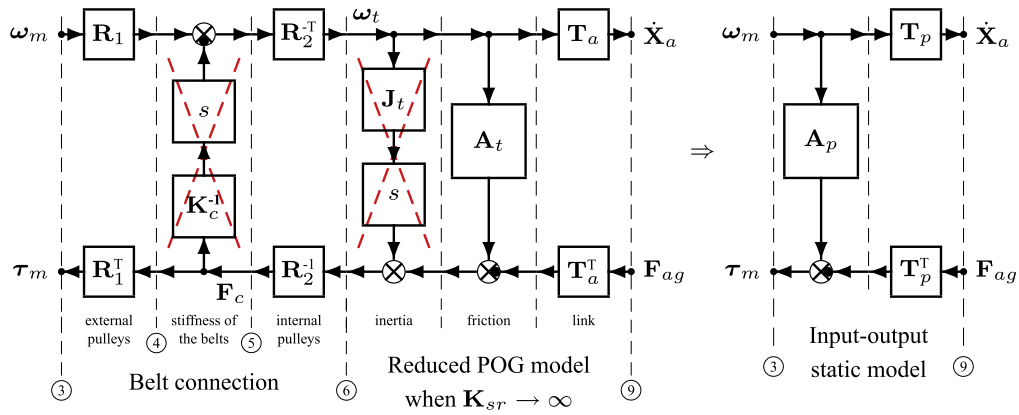 ω_m R_1 R_2^-T ω_t T_a Ẋ_a ω_m T_p Ẋ_a
s J_t A_t ⇒ A_p
K_c^-1 s
τ_m R_1^T F_c R_2^-1 T_a^T F_ag τ_m T_p^T F_ag
external pulleys
④
stiffness of the belts
⑤
internal pulleys
inertia
friction
link
③
Belt connection
⑥
Reduced POG model
when K_sr → ∞
⑨
③
Input-output
static model
⑨